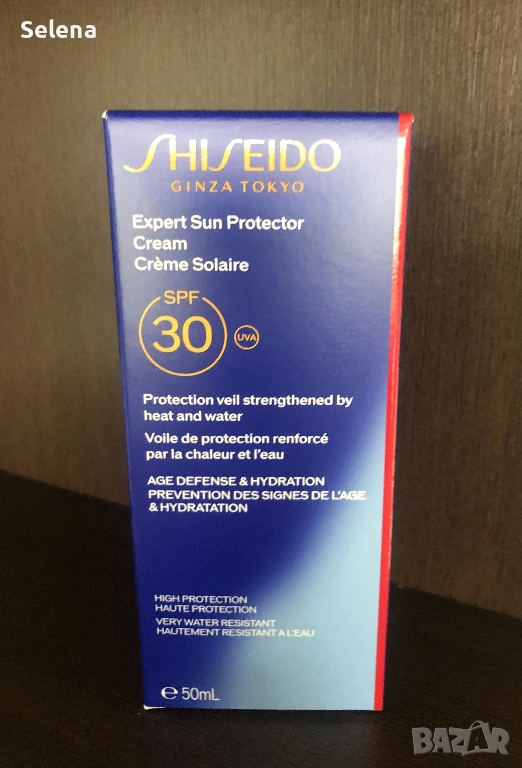 Selena
SHISEIDO
GINZA TOKYO
Expert Sun Protector
Cream
Crème Solaire
SPF
30
UVA
Protection veil strengthened by
heat and water
Voile de protection renforcé
par la chaleur et l'eau
AGE DEFENSE & HYDRATION
PREVENTION DES SIGNES DE L'AGE
& HYDRATATION
HIGH PROTECTION
HAUTE PROTECTION
VERY WATER RESISTANT
HAUTEMENT RESISTANT A L'EAU
℮ 50mL
BAZAR